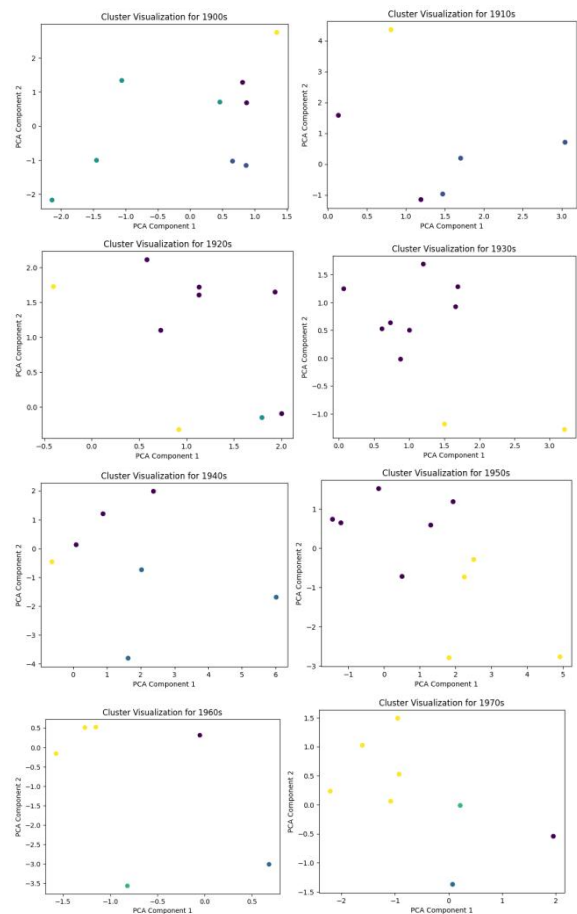 Cluster Visualization for 1900s
PCA Component 2
2
1
0
−1
−2
−2.0 −1.5 −1.0 −0.5 0.0 0.5 1.0 1.5
PCA Component 1
Cluster Visualization for 1910s
PCA Component 2
4
3
2
1
0
−1
0.0 0.5 1.0 1.5 2.0 2.5 3.0
PCA Component 1
Cluster Visualization for 1920s
PCA Component 2
2.0
1.5
1.0
0.5
0.0
−0.5 0.0 0.5 1.0 1.5 2.0
PCA Component 1
Cluster Visualization for 1930s
PCA Component 2
1.5
1.0
0.5
0.0
−0.5
−1.0
0.0 0.5 1.0 1.5 2.0 2.5 3.0
PCA Component 1
Cluster Visualization for 1940s
PCA Component 2
2
1
0
−1
−2
−3
−4
0 1 2 3 4 5 6
PCA Component 1
Cluster Visualization for 1950s
PCA Component 2
1
0
−1
−2
−3
−1 0 1 2 3 4 5
PCA Component 1
Cluster Visualization for 1960s
PCA Component 2
0.5
0.0
−0.5
−1.0
−1.5
−2.0
−2.5
−3.0
−3.5
−1.5 −1.0 −0.5 0.0 0.5
PCA Component 1
Cluster Visualization for 1970s
PCA Component 2
1.5
1.0
0.5
0.0
−0.5
−1.0
−1.5
−2 −1 0 1 2
PCA Component 1